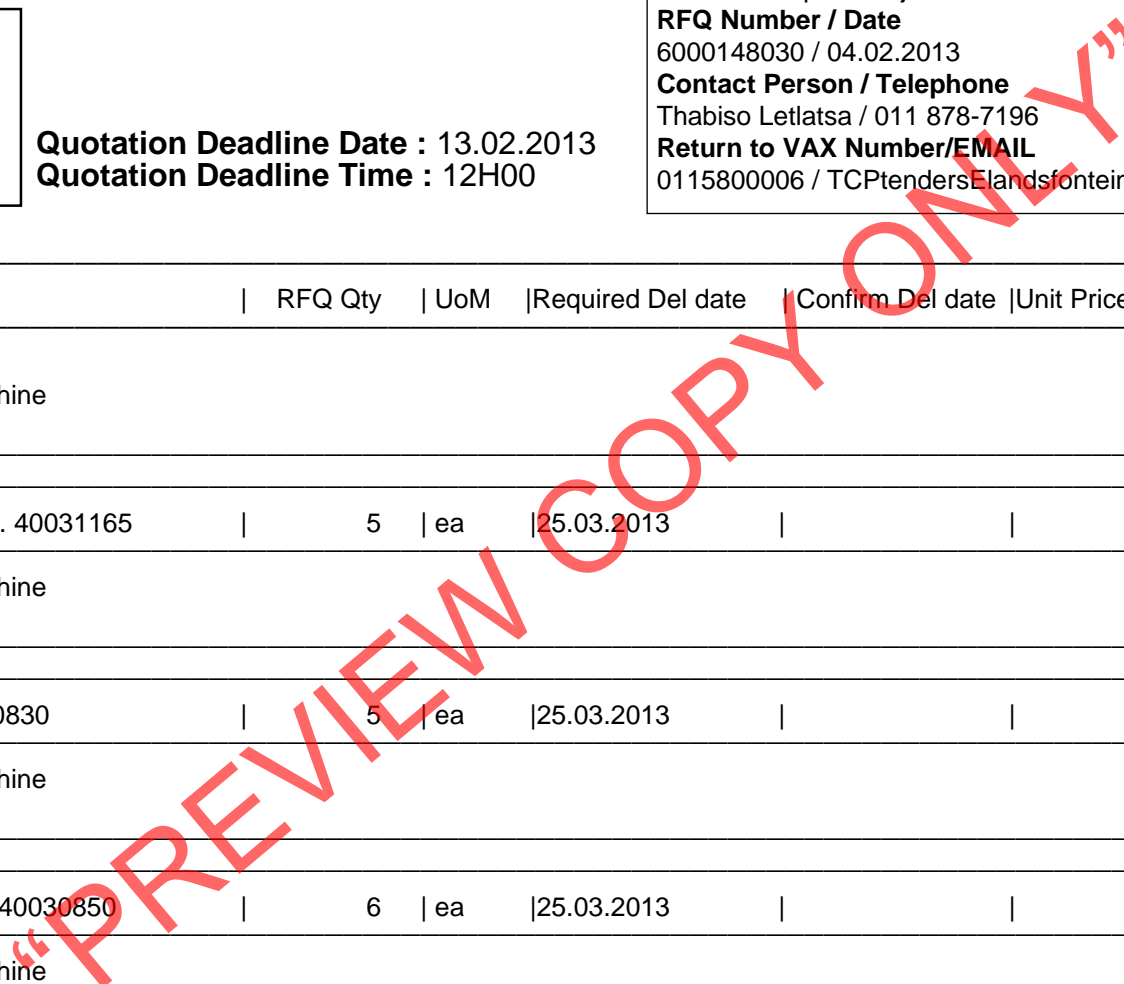 RFQ Number / Date
6000148030 / 04.02.2013
Contact Person / Telephone
Thabiso Letlatsa / 011 878-7196
Quotation Deadline Date : 13.02.2013
Return to VAX Number/EMAIL
Quotation Deadline Time : 12H00
0115800006 / TCPtendersElandsfontein
| RFQ Qty | UoM |Required Del date | Confirm Del date |Unit Price
hine
. 40031165 | 5 | ea |25.03.2013 | |
hine
0830 | 5 | ea |25.03.2013 | |
hine
40030850 | 6 | ea |25.03.2013 | |
hine
“PREVIEW COPY ONLY”